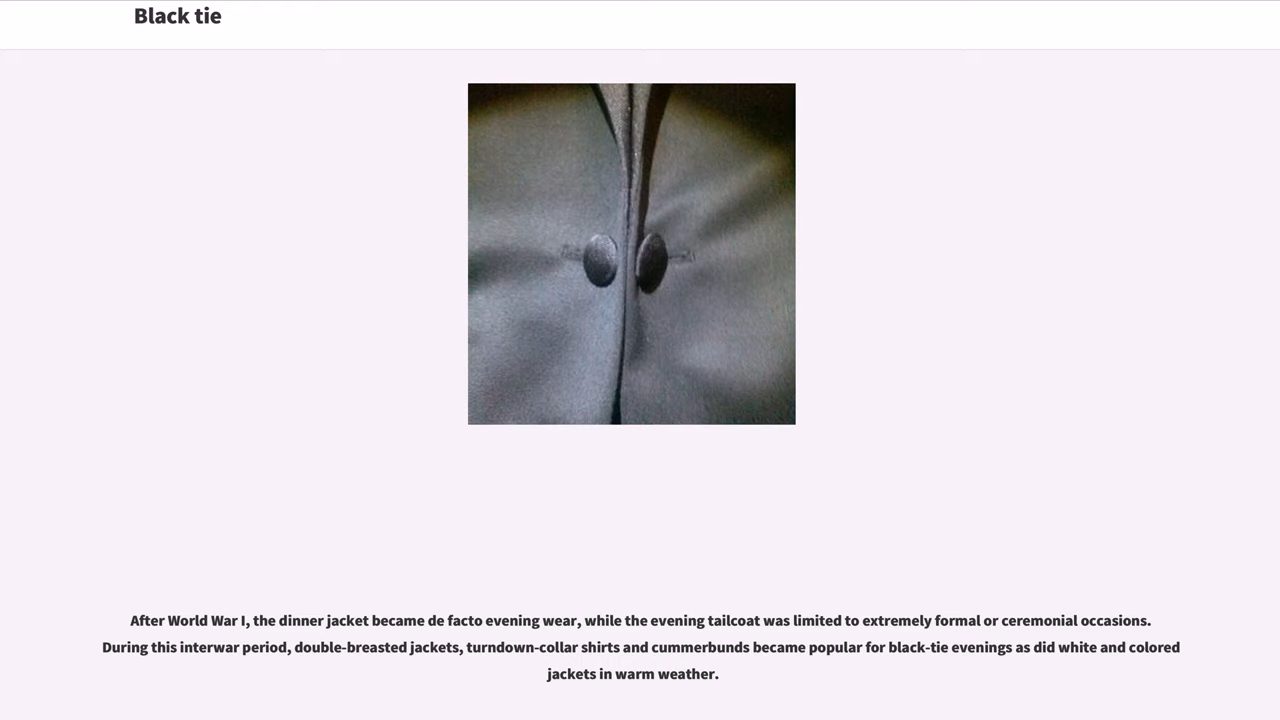 Black tie
After World War I, the dinner jacket became de facto evening wear, while the evening tailcoat was limited to extremely formal or ceremonial occasions.
During this interwar period, double-breasted jackets, turndown-collar shirts and cummerbunds became popular for black-tie evenings as did white and colored
jackets in warm weather.